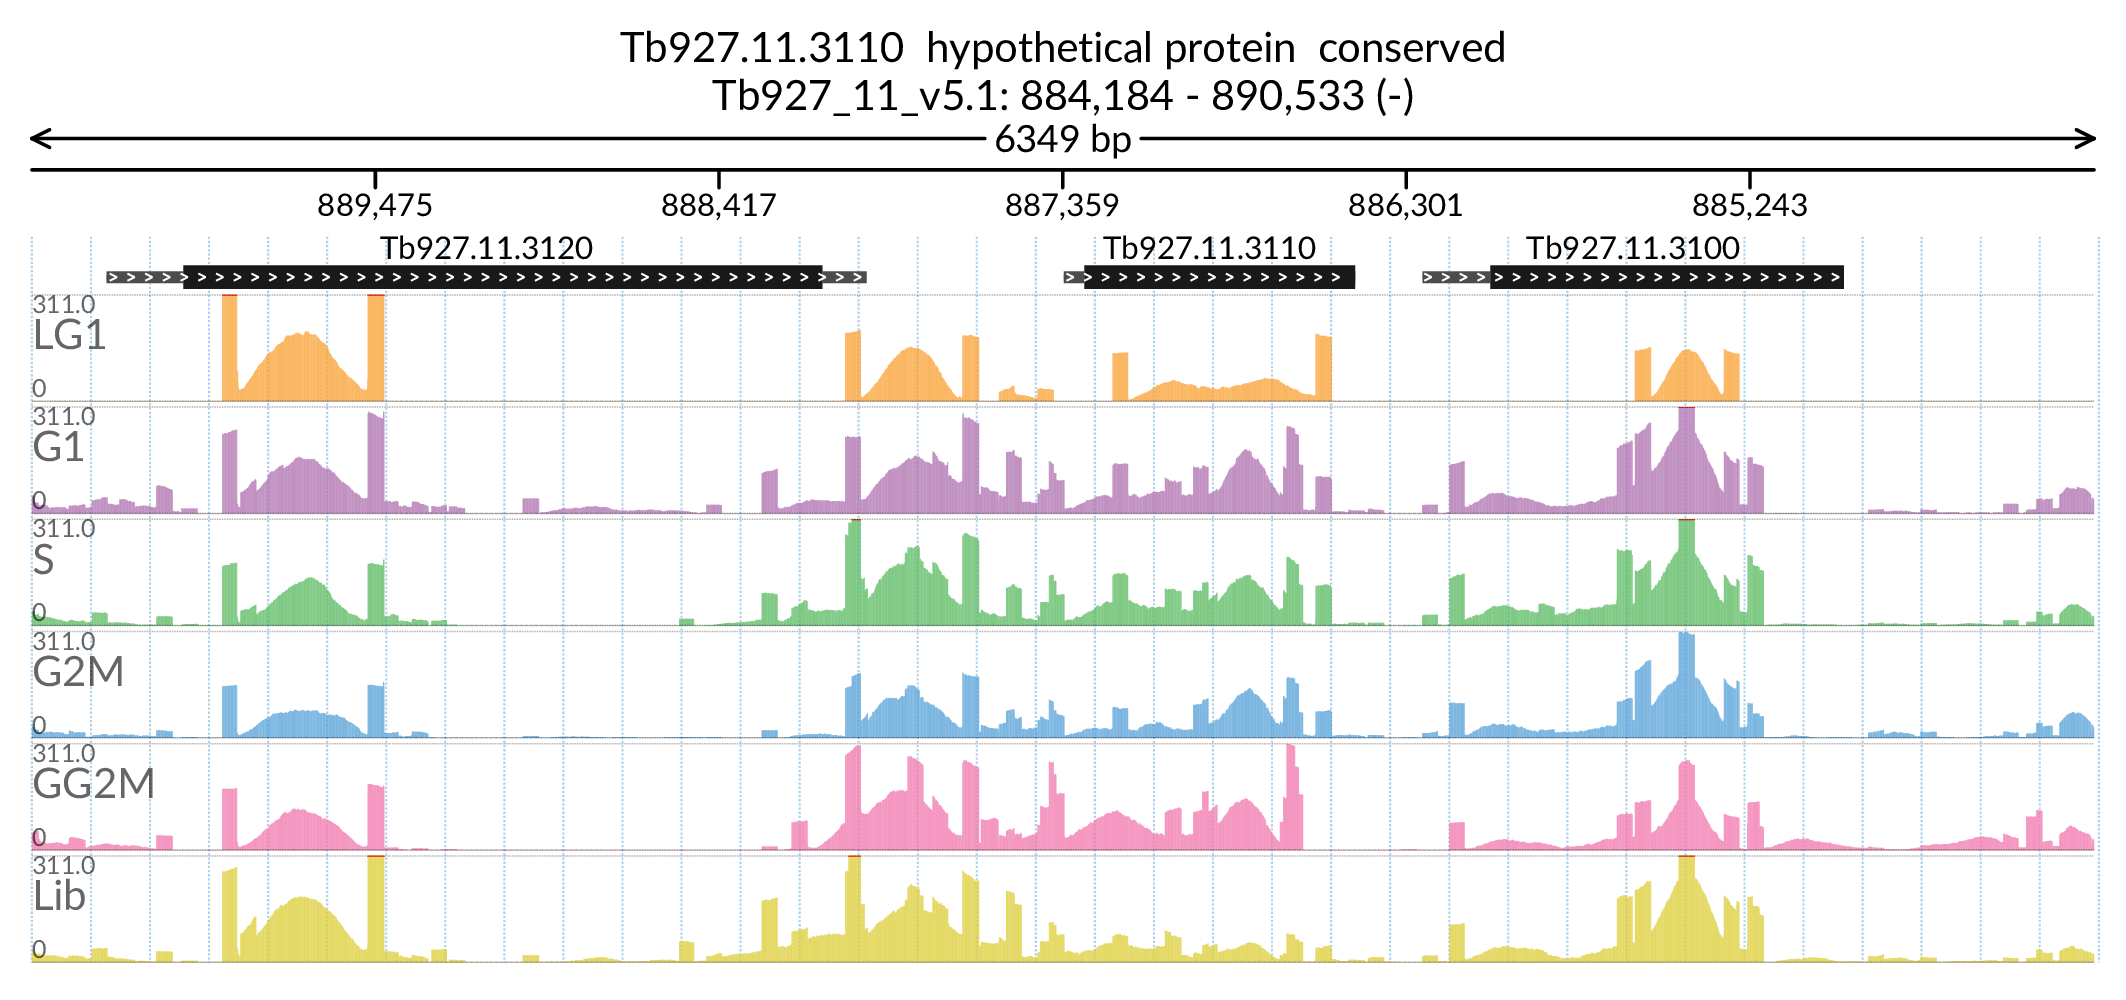 Tb927.11.3110 hypothetical protein conserved
Tb927_11_v5.1: 884,184 - 890,533 (-)
6349 bp
889,475 888,417 887,359 886,301 885,243
Tb927.11.3120 Tb927.11.3110 Tb927.11.3100
311.0
LG1
0
311.0
G1
0
311.0
S
0
311.0
G2M
0
311.0
GG2M
0
311.0
Lib
0